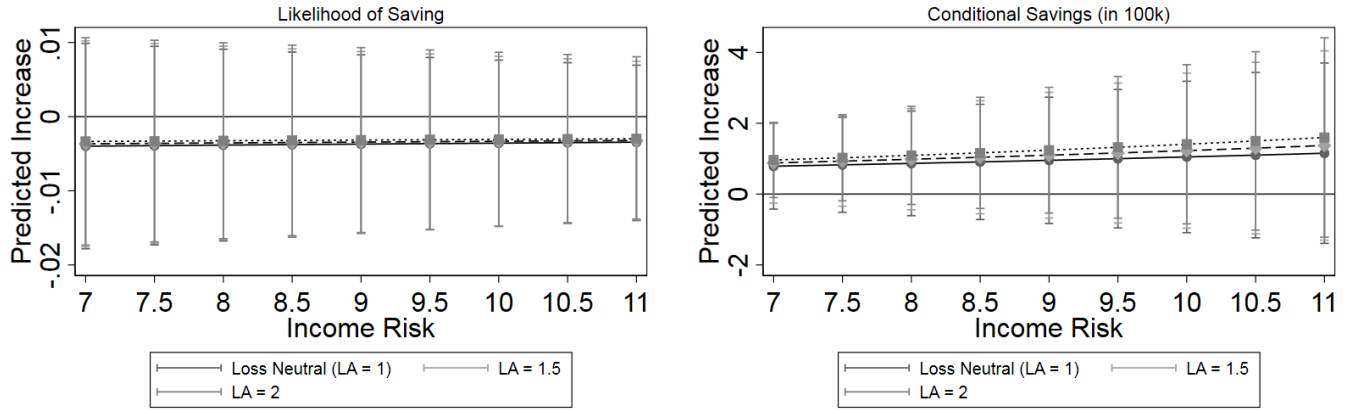 Likelihood of Saving
Predicted Increase
.01
0
-.01
-.02
7 7.5 8 8.5 9 9.5 10 10.5 11
Income Risk
Loss Neutral (LA = 1) LA = 1.5
LA = 2
Conditional Savings (in 100k)
Predicted Increase
4
2
0
-2
7 7.5 8 8.5 9 9.5 10 10.5 11
Income Risk
Loss Neutral (LA = 1) LA = 1.5
LA = 2